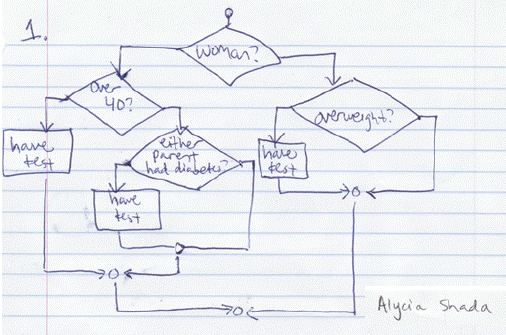 1.
Woman?
Over
40?
overweight?
either
parent
had diabetes?
have
test
have
test
have
test
Alycia Shada